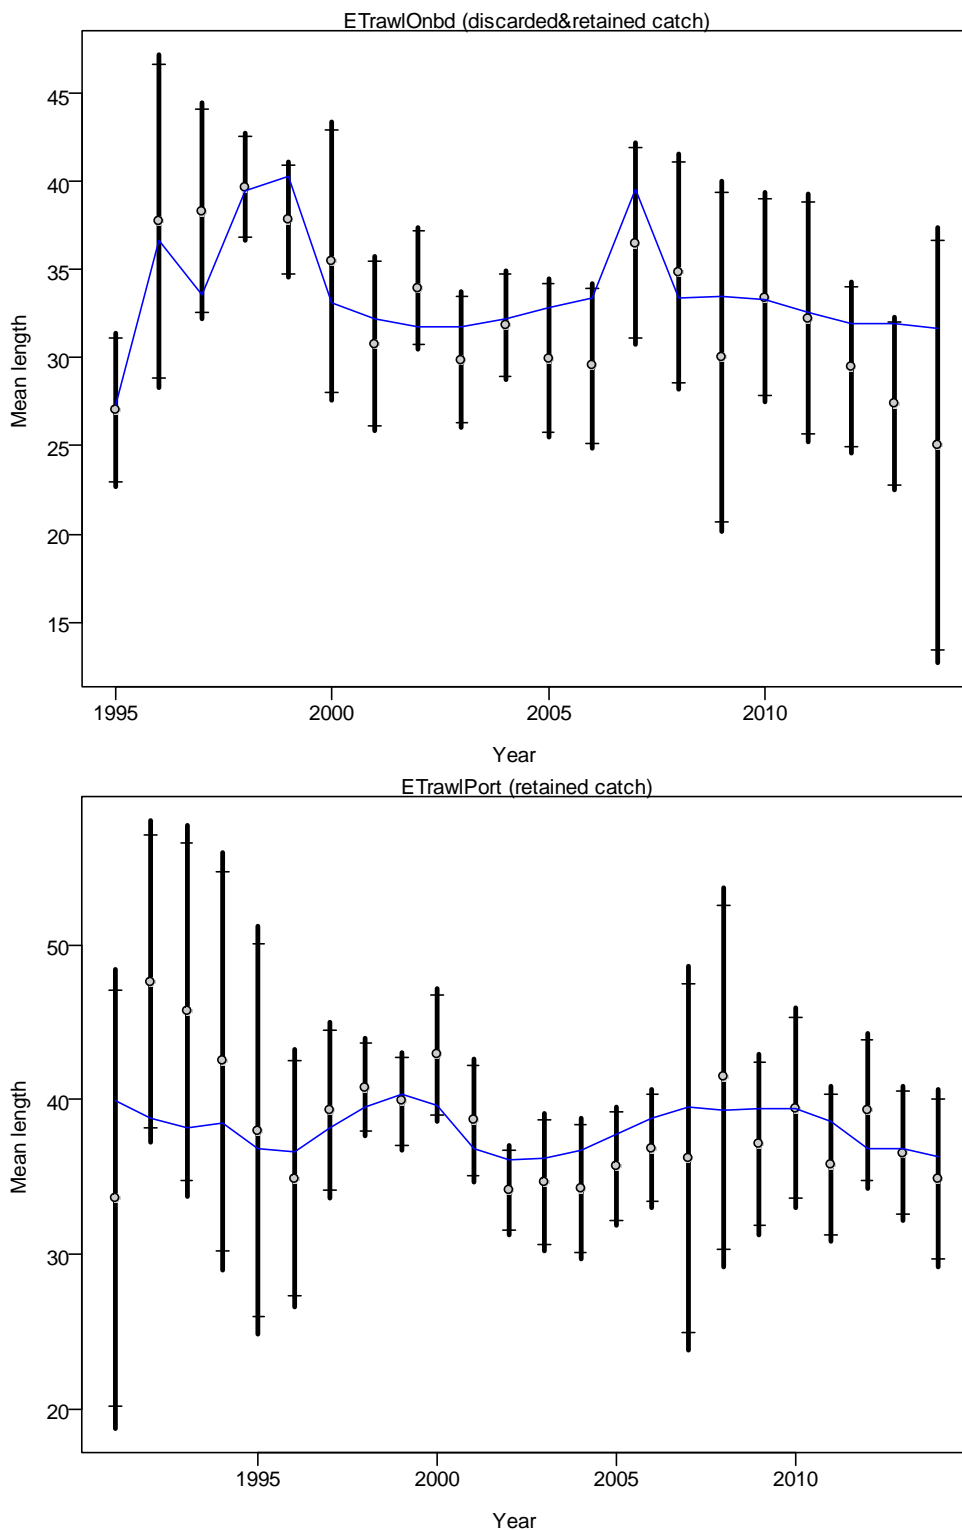 ETrawlOnbd (discarded&retained catch)
45
40
35
30
25
20
15
Mean length
1995 2000 2005 2010
Year
ETrawlPort (retained catch)
50
40
30
20
Mean length
1995 2000 2005 2010
Year